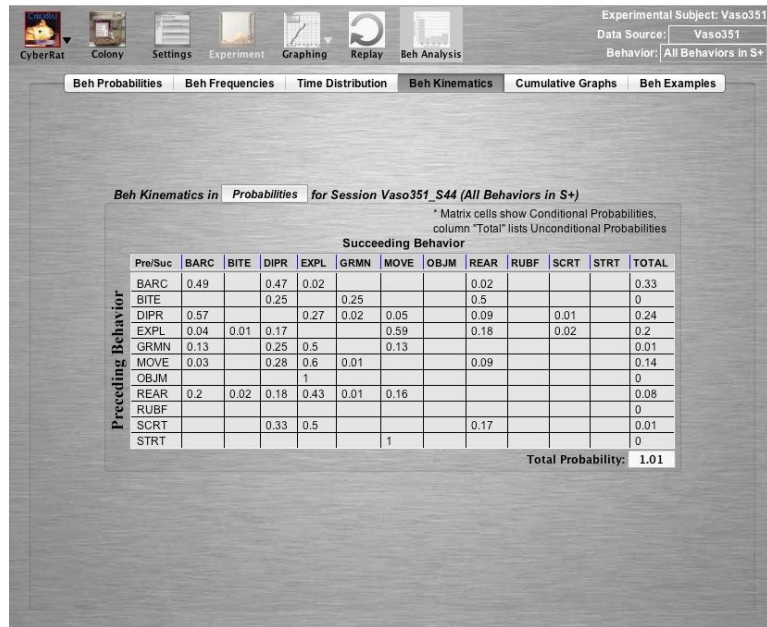 Experimental Subject: Vaso351
Data Source: Vaso351
Behavior: All Behaviors in S+
CyberRat Colony Settings Experiment Graphing Replay Beh Analysis
Beh Probabilities Beh Frequencies Time Distribution Beh Kinematics Cumulative Graphs Beh Examples
Beh Kinematics in Probabilities for Session Vaso351_S44 (All Behaviors in S+)
* Matrix cells show Conditional Probabilities,
column "Total" lists Unconditional Probabilities
Succeeding Behavior
Preceding Behavior
Pre/Suc BARC BITE DIPR EXPL GRMN MOVE OBJM REAR RUBF SCRT STRT TOTAL
BARC 0.49 0.47 0.02 0.02 0.33
BITE 0.25 0.25 0.5 0
DIPR 0.57 0.27 0.02 0.05 0.09 0.01 0.24
EXPL 0.04 0.01 0.17 0.59 0.18 0.02 0.2
GRMN 0.13 0.25 0.5 0.13 0.01
MOVE 0.03 0.28 0.6 0.01 0.09 0.14
OBJM 1 0
REAR 0.2 0.02 0.18 0.43 0.01 0.16 0.08
RUBF 0
SCRT 0.33 0.5 0.17 0.01
STRT 1 0
Total Probability: 1.01